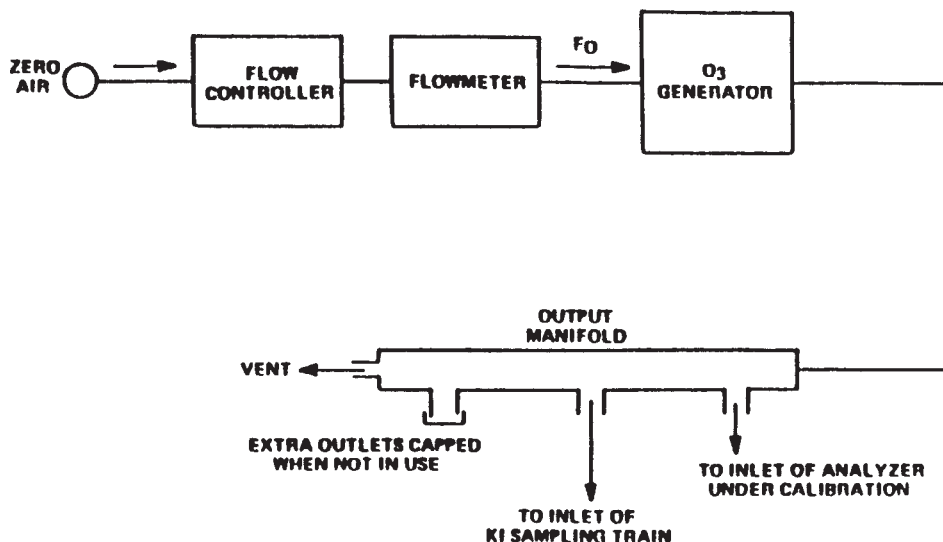 ZERO
AIR
FLOW
CONTROLLER
FLOWMETER
FO
O3
GENERATOR
OUTPUT
MANIFOLD
VENT
EXTRA OUTLETS CAPPED
WHEN NOT IN USE
TO INLET OF
KI SAMPLING TRAIN
TO INLET OF ANALYZER
UNDER CALIBRATION